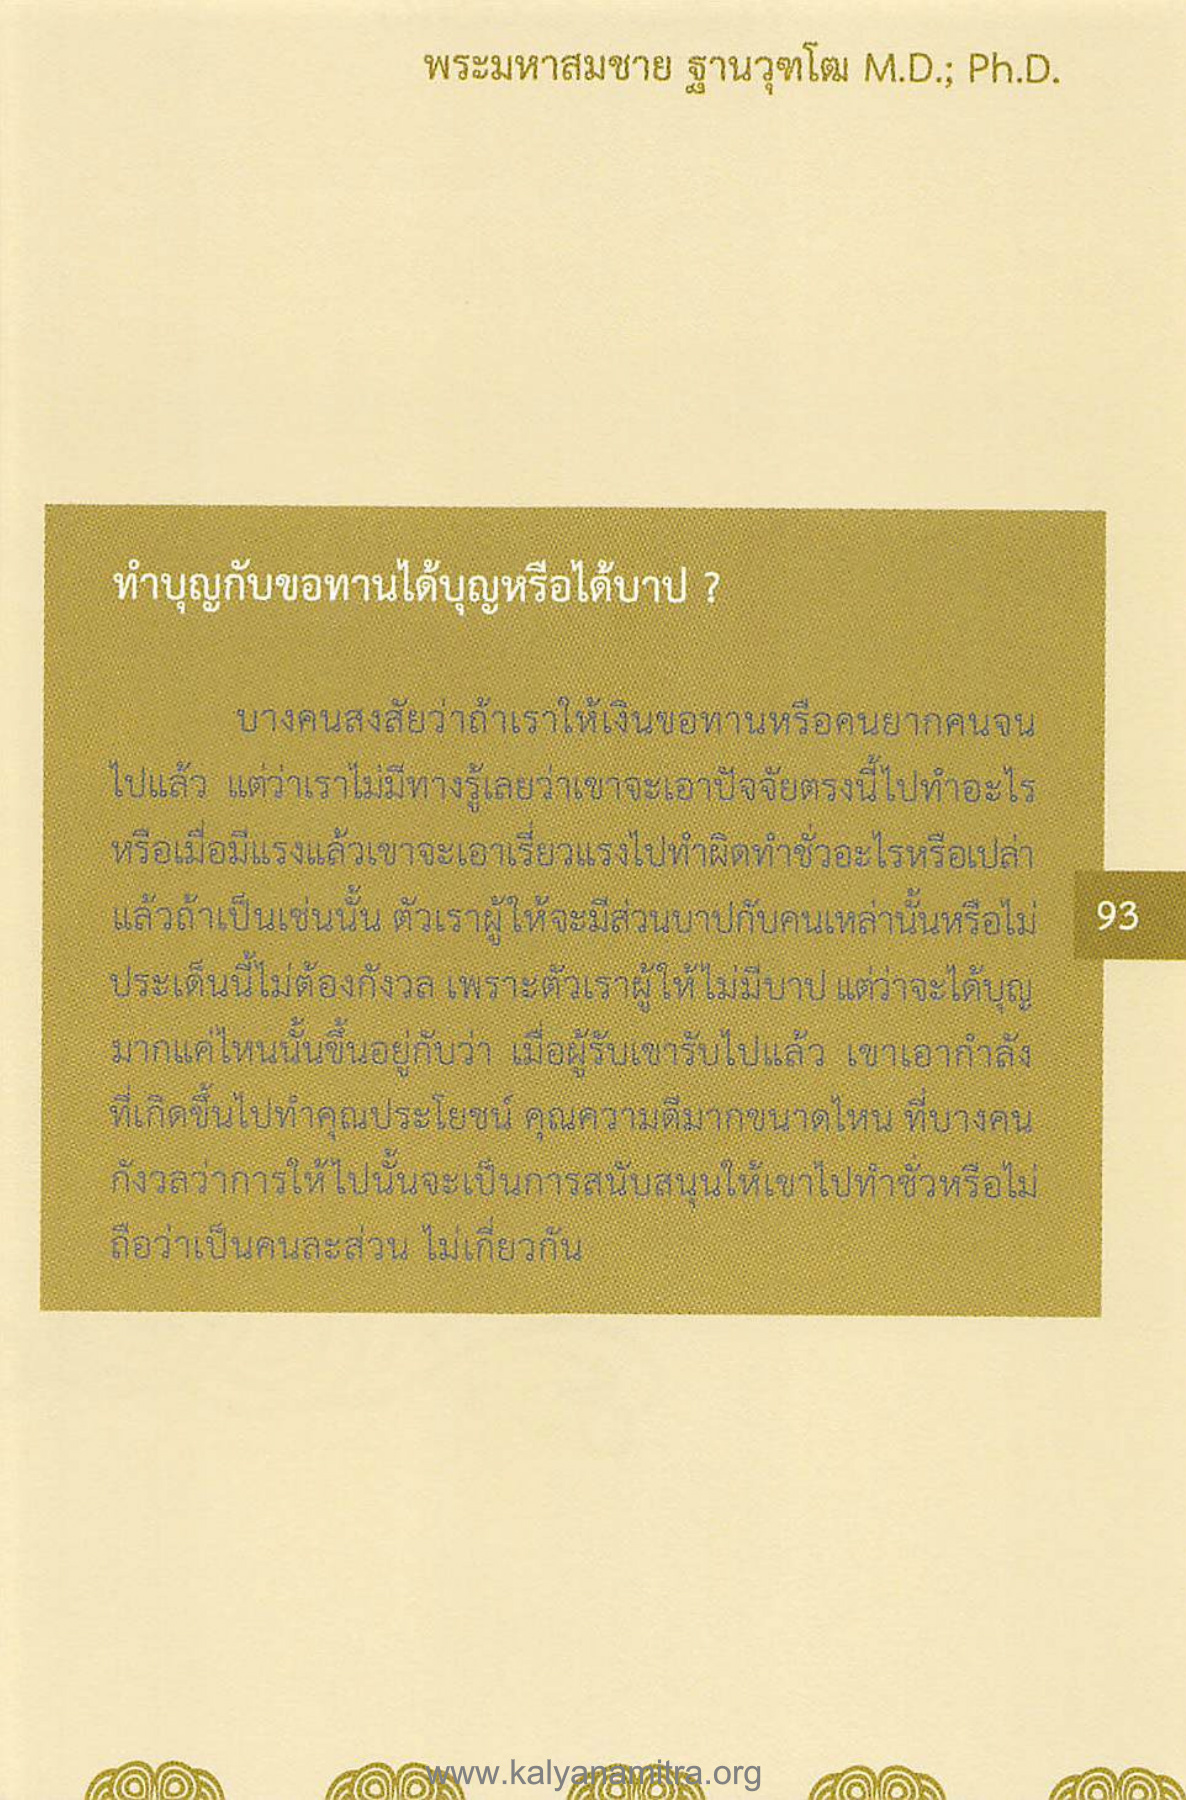 พระมหาสมชาย ฐานวุฑโฒ M.D.; Ph.D.
ทำบุญกับขอทานได้บุญหรือได้บาป ?
บางคนสงสัยว่าถ้าเราให้เงินขอทานหรือคนยากคนจน
ไปแล้ว แต่ว่าเราไม่มีทางรู้เลยว่าเขาจะเอาปัจจัยตรงนี้ไปทำอะไร
หรือเมื่อมีแรงแล้วเขาจะเอาเรี่ยวแรงไปทำผิดทำชั่วอะไรหรือเปล่า
แล้วถ้าเป็นเช่นนั้น ตัวเราผู้ให้จะมีส่วนบาปกับคนเหล่านั้นหรือไม่
93
ประเด็นนี้ไม่ต้องกังวล เพราะตัวเราผู้ให้ไม่มีบาป แต่ว่าจะได้บุญ
มากแค่ไหนนั้นขึ้นอยู่กับว่า เมื่อผู้รับเขารับไปแล้ว เขาเอากำลัง
ที่เกิดขึ้นไปทำคุณประโยชน์ คุณความดีมากขนาดไหน ที่บางคน
กังวลว่าการให้ไปนั้นจะเป็นการสนับสนุนให้เขาไปทำชั่วหรือไม่
ถือว่าเป็นคนละส่วน ไม่เกี่ยวกัน
www.kalyanamitra.org